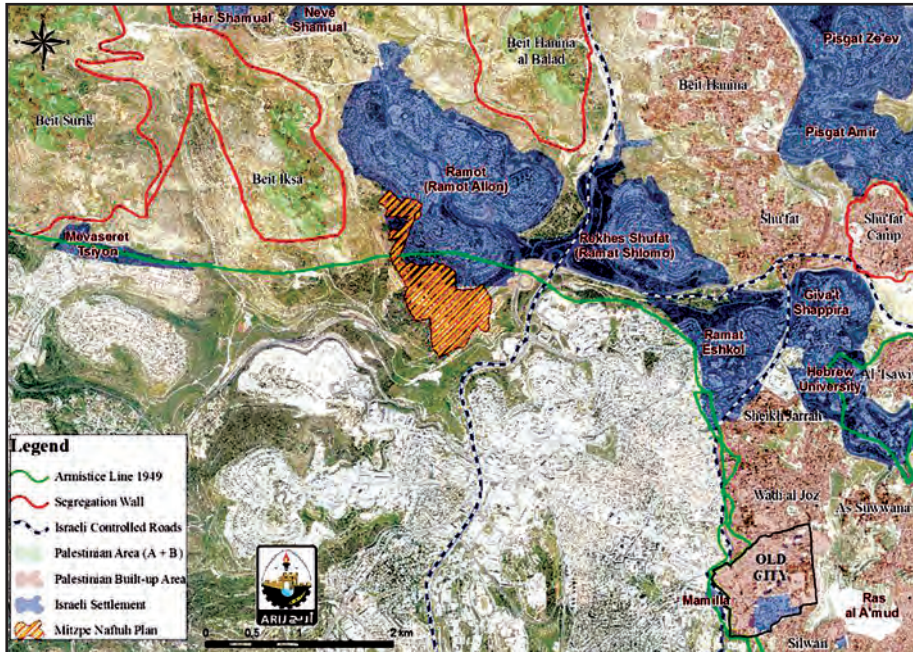 Har Shamual
Neve
Shamual
Pisgat Ze'ev
Beit Hanina
al Balad
Beit Hanina
Beit Surik
Pisgat Amir
Ramot
(Ramot Allon)
Beit Iksa
Shu'fat
Shu'fat
Camp
Mevaseret
Tsiyon
Rekhes Shufat
(Ramat Shlomo)
Giva't
Shappira
Ramat
Eshkol
Hebrew
University
Al 'Isawi
Sheikh Jarrah
Legend
Armistice Line 1949
Segregation Wall
Israeli Controlled Roads
Palestinian Area (A + B)
Palestinian Built-up Area
Israeli Settlement
Mitzpe Naftuh Plan
Wadi al Joz
As Suwwana
OLD
CITY
Mamilla
Ras
al A'mud
Silwan
ARIJ أريج
0 0,5 1 2 km